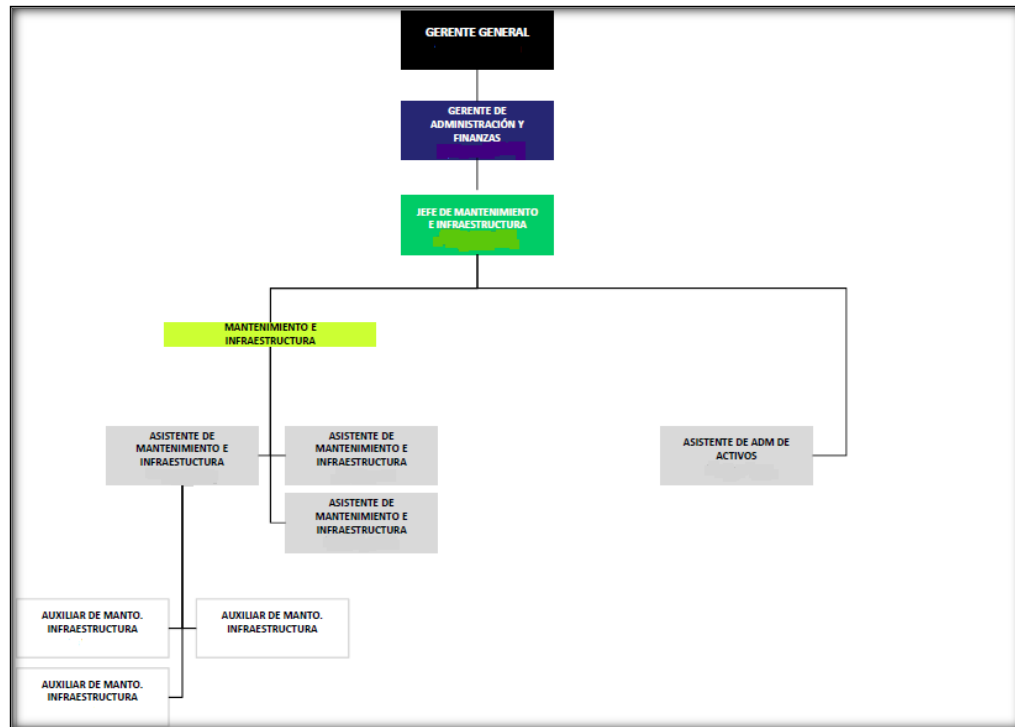 GERENTE GENERAL
GERENTE DE
ADMINISTRACIÓN Y
FINANZAS
JEFE DE MANTENIMIENTO
E INFRAESTRUCTURA
MANTENIMIENTO E
INFRAESTRUCTURA
ASISTENTE DE
MANTENIMIENTO E
INFRAESTUCTURA
ASISTENTE DE
MANTENIMIENTO E
INFRAESTRUCTURA
ASISTENTE DE ADM DE
ACTIVOS
ASISTENTE DE
MANTENIMIENTO E
INFRAESTRUCTURA
AUXILIAR DE MANTO.
INFRAESTRUCTURA
AUXILIAR DE MANTO.
INFRAESTRUCTURA
AUXILIAR DE MANTO.
INFRAESTRUCTURA